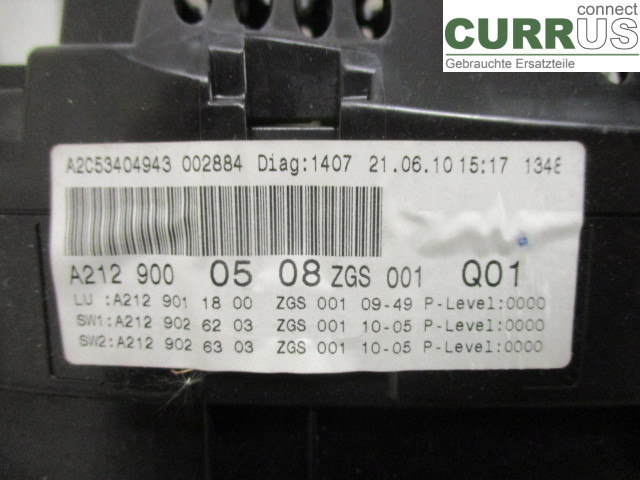 connect
CURRUS
Gebrauchte Ersatzteile
A2C53404943 002884 Diag:1407 21.06.10 15:17 1348
A212 900 05 08 ZGS 001 Q01
LU :A212 901 18 00 ZGS 001 09-49 P-Level:0000
SW1:A212 902 62 03 ZGS 001 10-05 P-Level:0000
SW2:A212 902 63 03 ZGS 001 10-05 P-Level:0000